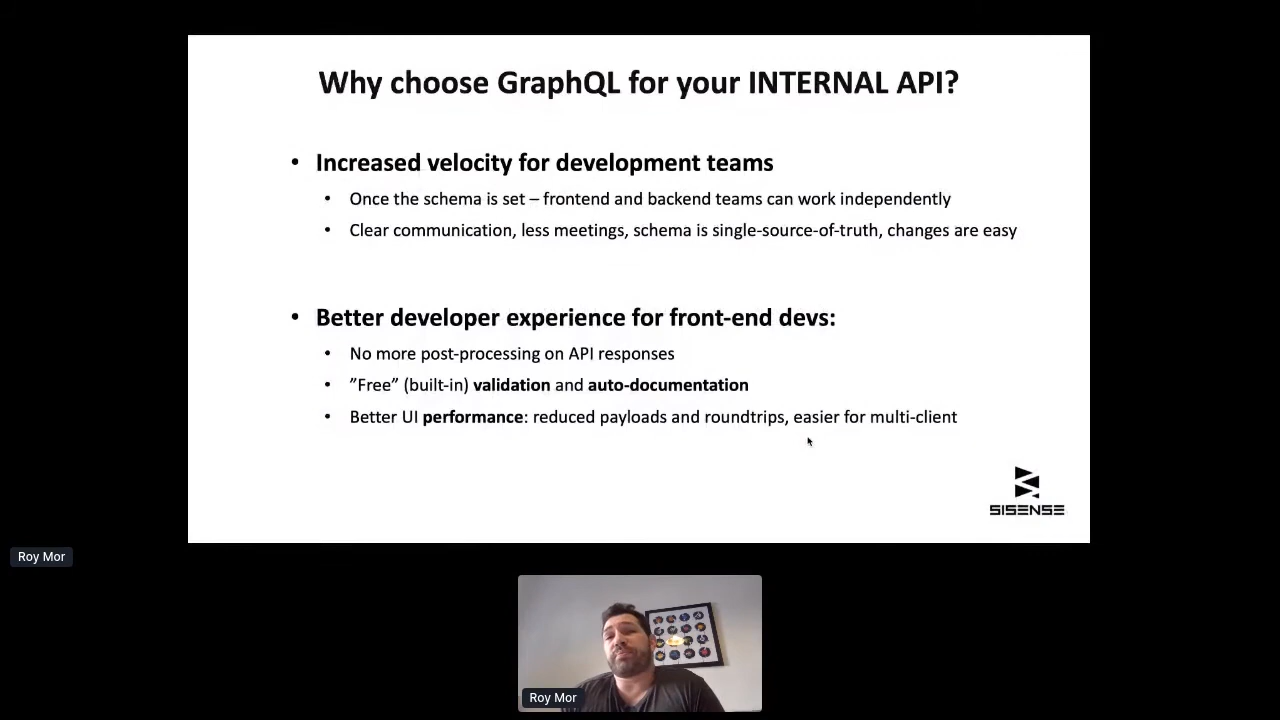 Why choose GraphQL for your INTERNAL API?
• Increased velocity for development teams
• Once the schema is set – frontend and backend teams can work independently
• Clear communication, less meetings, schema is single-source-of-truth, changes are easy
• Better developer experience for front-end devs:
• No more post-processing on API responses
• ”Free” (built-in) validation and auto-documentation
• Better UI performance: reduced payloads and roundtrips, easier for multi-client
SISENSE
Roy Mor
Roy Mor